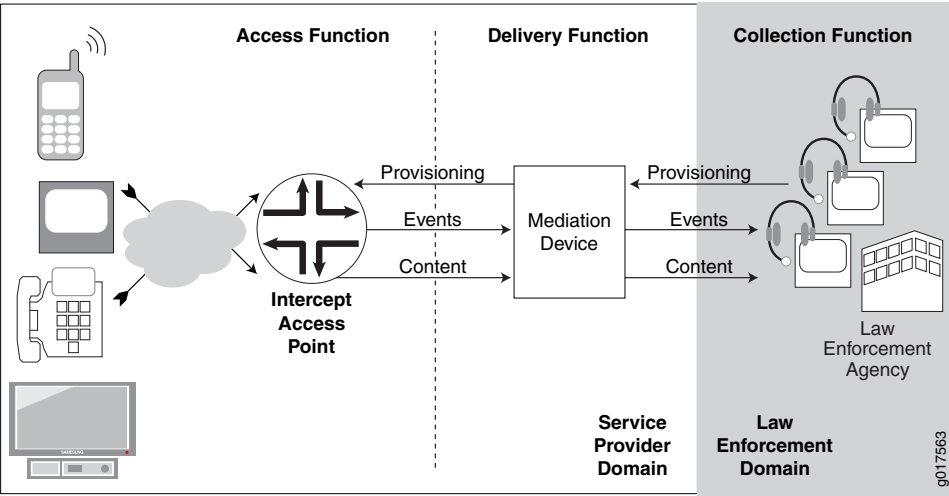 Access Function
Delivery Function
Collection Function
Provisioning
Provisioning
Events
Events
Content
Content
Mediation
Device
Intercept
Access
Point
Law
Enforcement
Agency
Service
Provider
Domain
Law
Enforcement
Domain
SAMSUNG
g017563